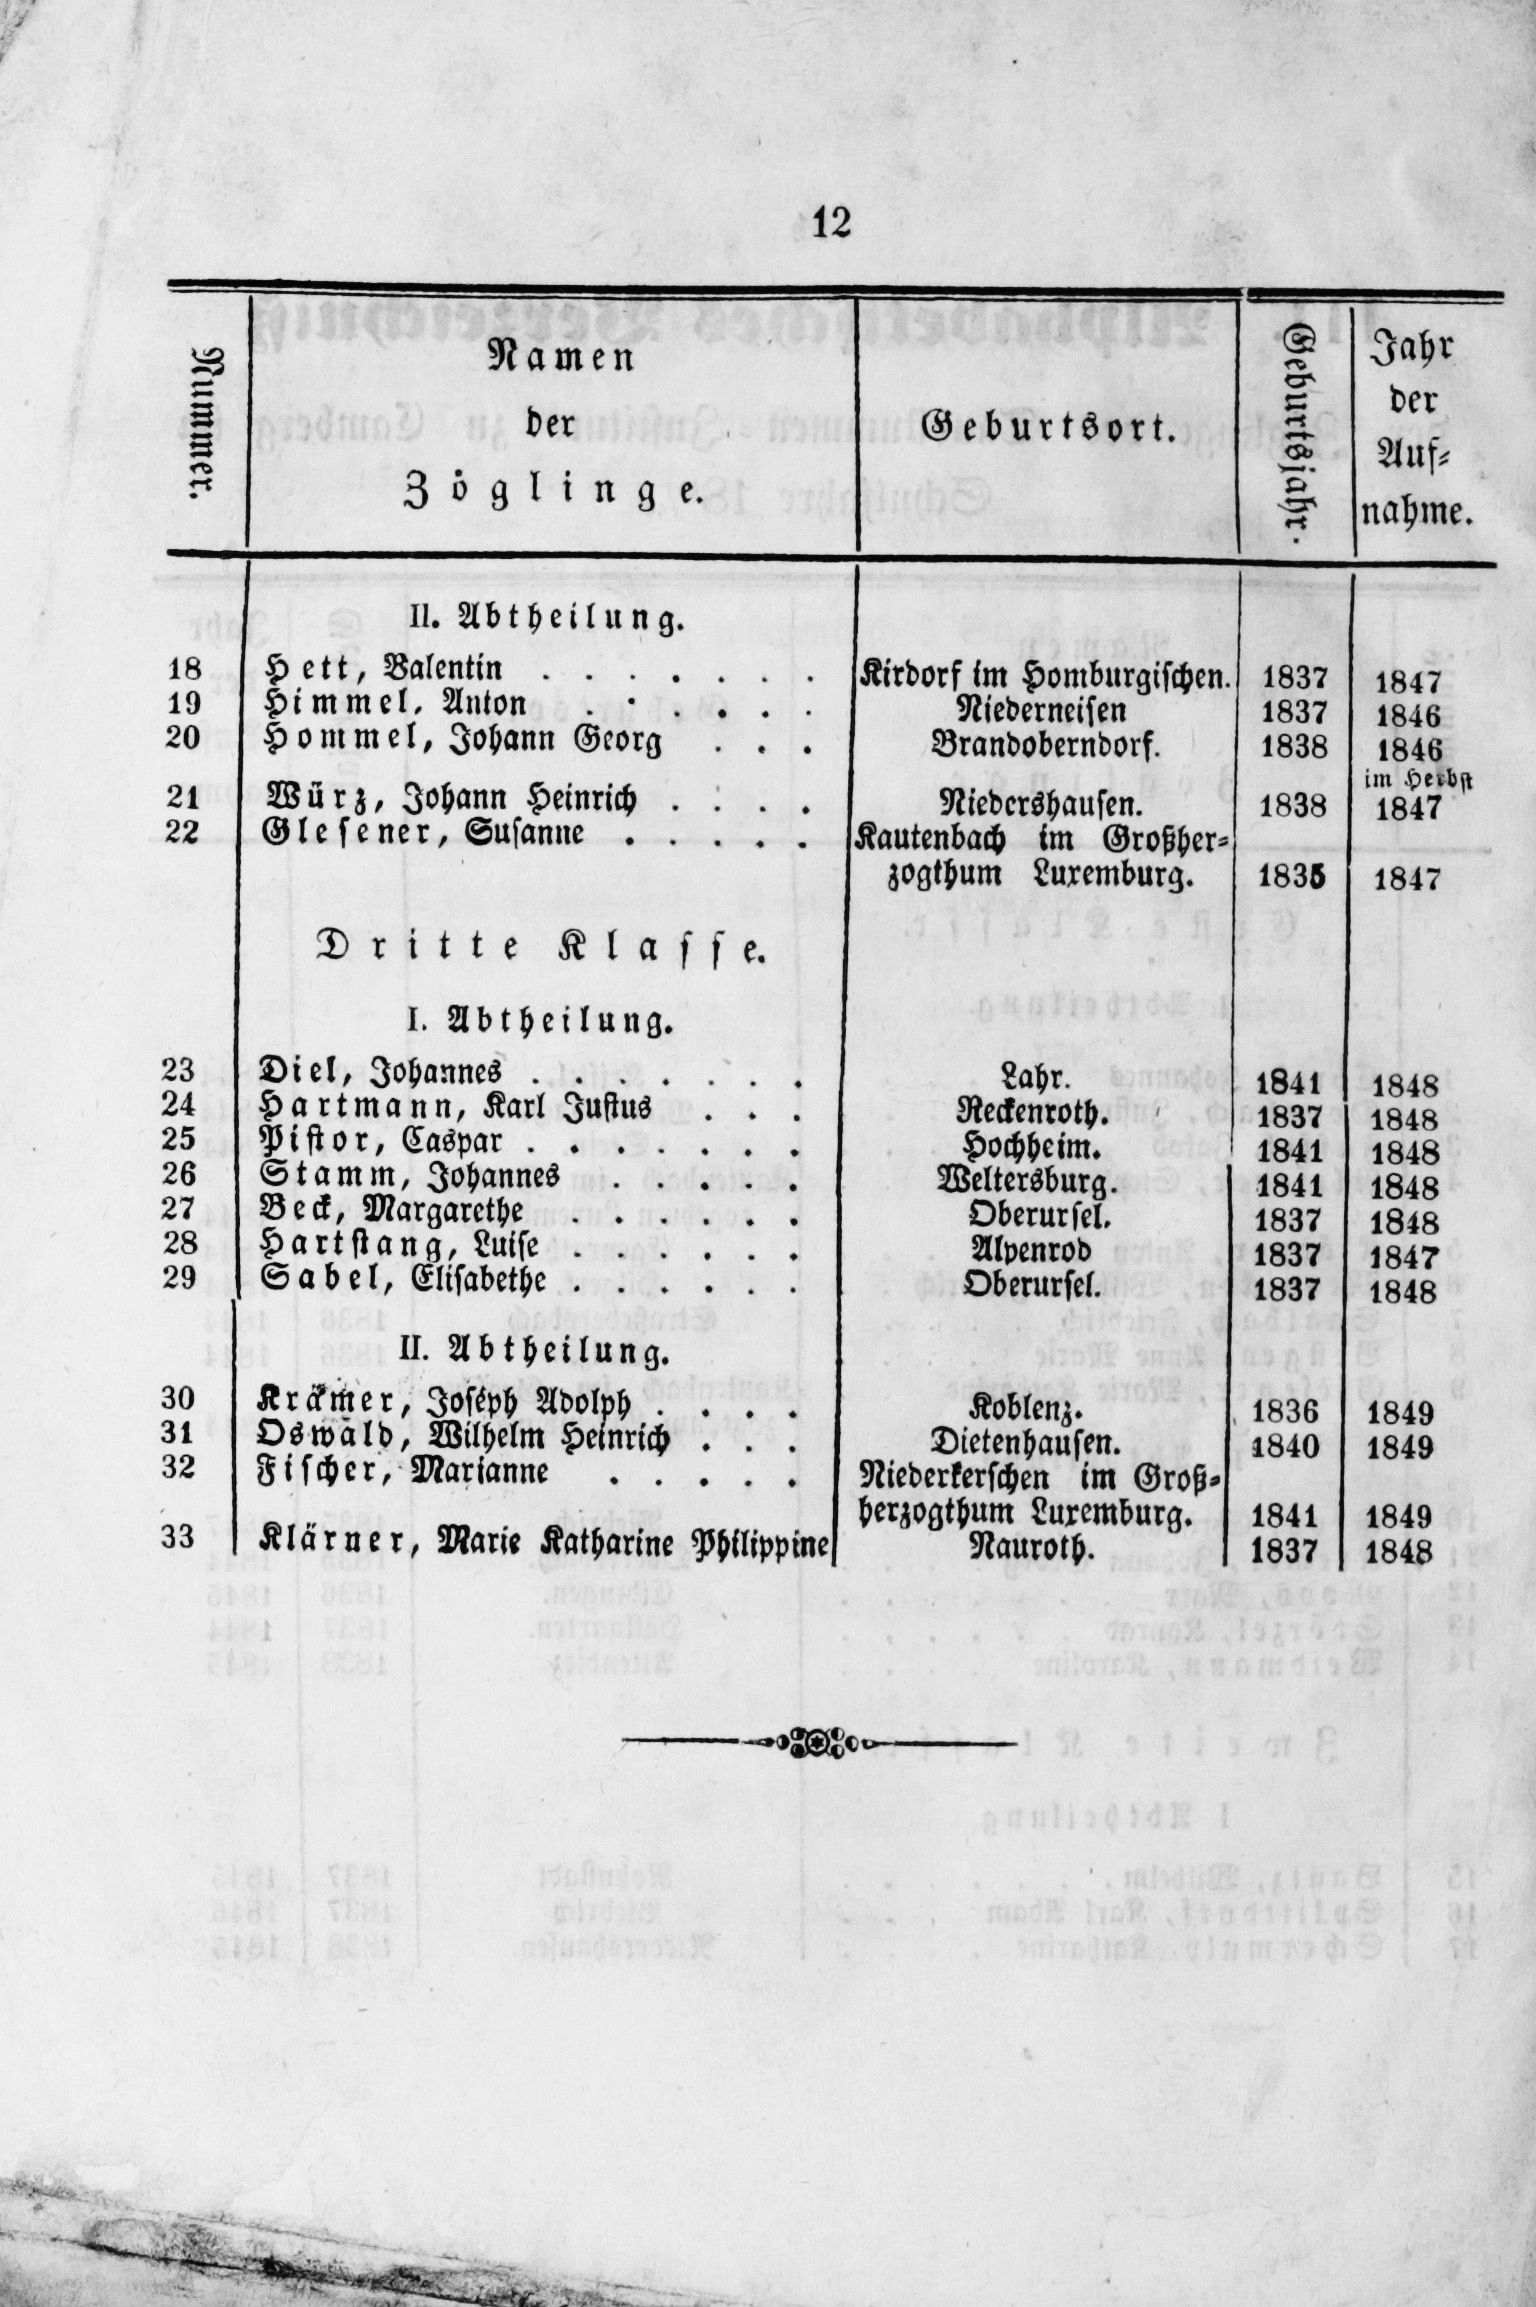 12
Nummer.
Namen
der
Zöglinge.
Geburtsort.
Geburtsjahr.
Jahr
der
Auf-
nahme.
II. Abtheilung.
18 Hett, Valentin . . . . . . . Kirdorf im Homburgischen. 1837 1847
19 Himmel, Anton . . . . . . Niederneisen 1837 1846
20 Hommel, Johann Georg . . . Brandoberndorf. 1838 1846
im Herbst
21 Würz, Johann Heinrich . . . . Niedershausen. 1838 1847
22 Glesener, Susanne . . . . . Kautenbach im Großher-
zogthum Luxemburg. 1835 1847
Dritte Klasse.
I. Abtheilung.
23 Diel, Johannes . . . . . . . Lahr. 1841 1848
24 Hartmann, Karl Justus . . . Reckenroth. 1837 1848
25 Pistor, Caspar . . . . . . . Hochheim. 1841 1848
26 Stamm, Johannes . . . . . Weltersburg. 1841 1848
27 Beck, Margarethe . . . . . . Oberursel. 1837 1848
28 Hartstang, Luise . . . . . . Alpenrod 1837 1847
29 Sabel, Elisabethe . . . . . . Oberursel. 1837 1848
II. Abtheilung.
30 Krämer, Joseph Adolph . . . . Koblenz. 1836 1849
31 Oswald, Wilhelm Heinrich . . . Dietenhausen. 1840 1849
32 Fischer, Marianne . . . . . Niederkerschen im Groß-
herzogthum Luxemburg. 1841 1849
33 Klärner, Marie Katharine Philippine Nauroth. 1837 1848